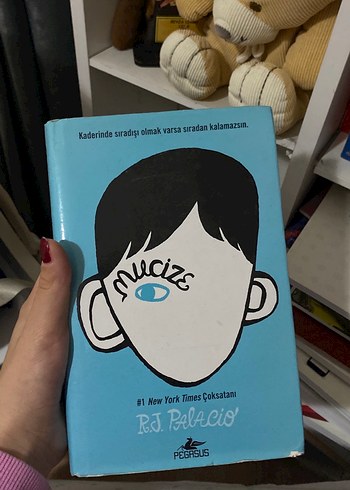 Kaderinde sıradışı olmak varsa sıradan kalamazsın.
mucize
#1 New York Times Çoksatanı
R.J. PALACIO
PEGASUS